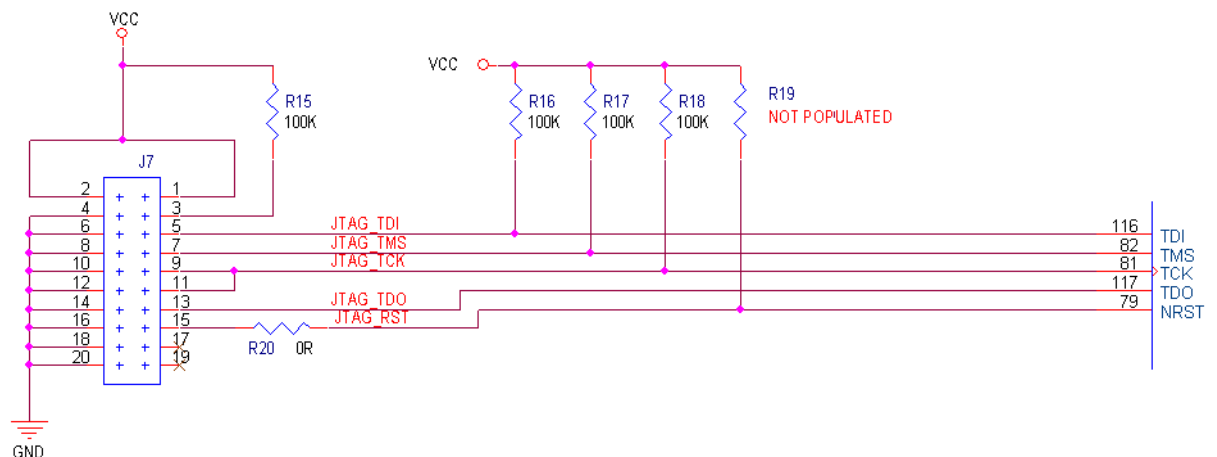 VCC
VCC
R15
100K
R16
100K
R17
100K
R18
100K
R19
NOT POPULATED
J7
2 1
4 3
6 5
8 7
10 9
12 11
14 13
16 15
18 17
20 19
JTAG_TDI
JTAG_TMS
JTAG_TCK
JTAG_TDO
JTAG_RST
R20 0R
116 TDI
82 TMS
81 TCK
117 TDO
79 NRST
GND